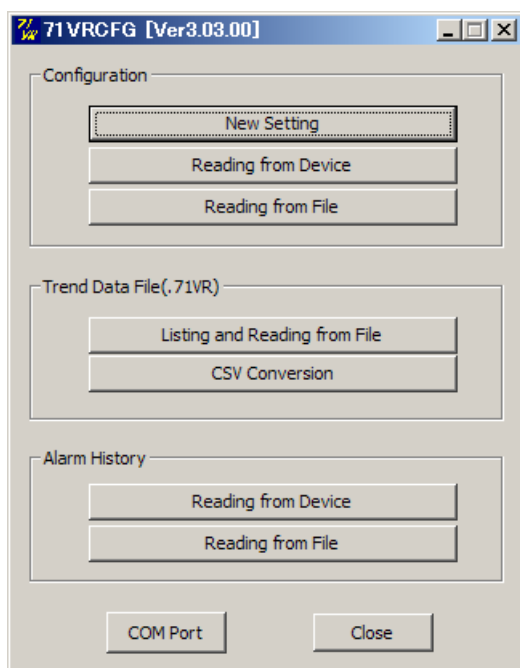 71VRCFG [Ver3.03.00]
Configuration
New Setting
Reading from Device
Reading from File
Trend Data File(.71VR)
Listing and Reading from File
CSV Conversion
Alarm History
Reading from Device
Reading from File
COM Port
Close